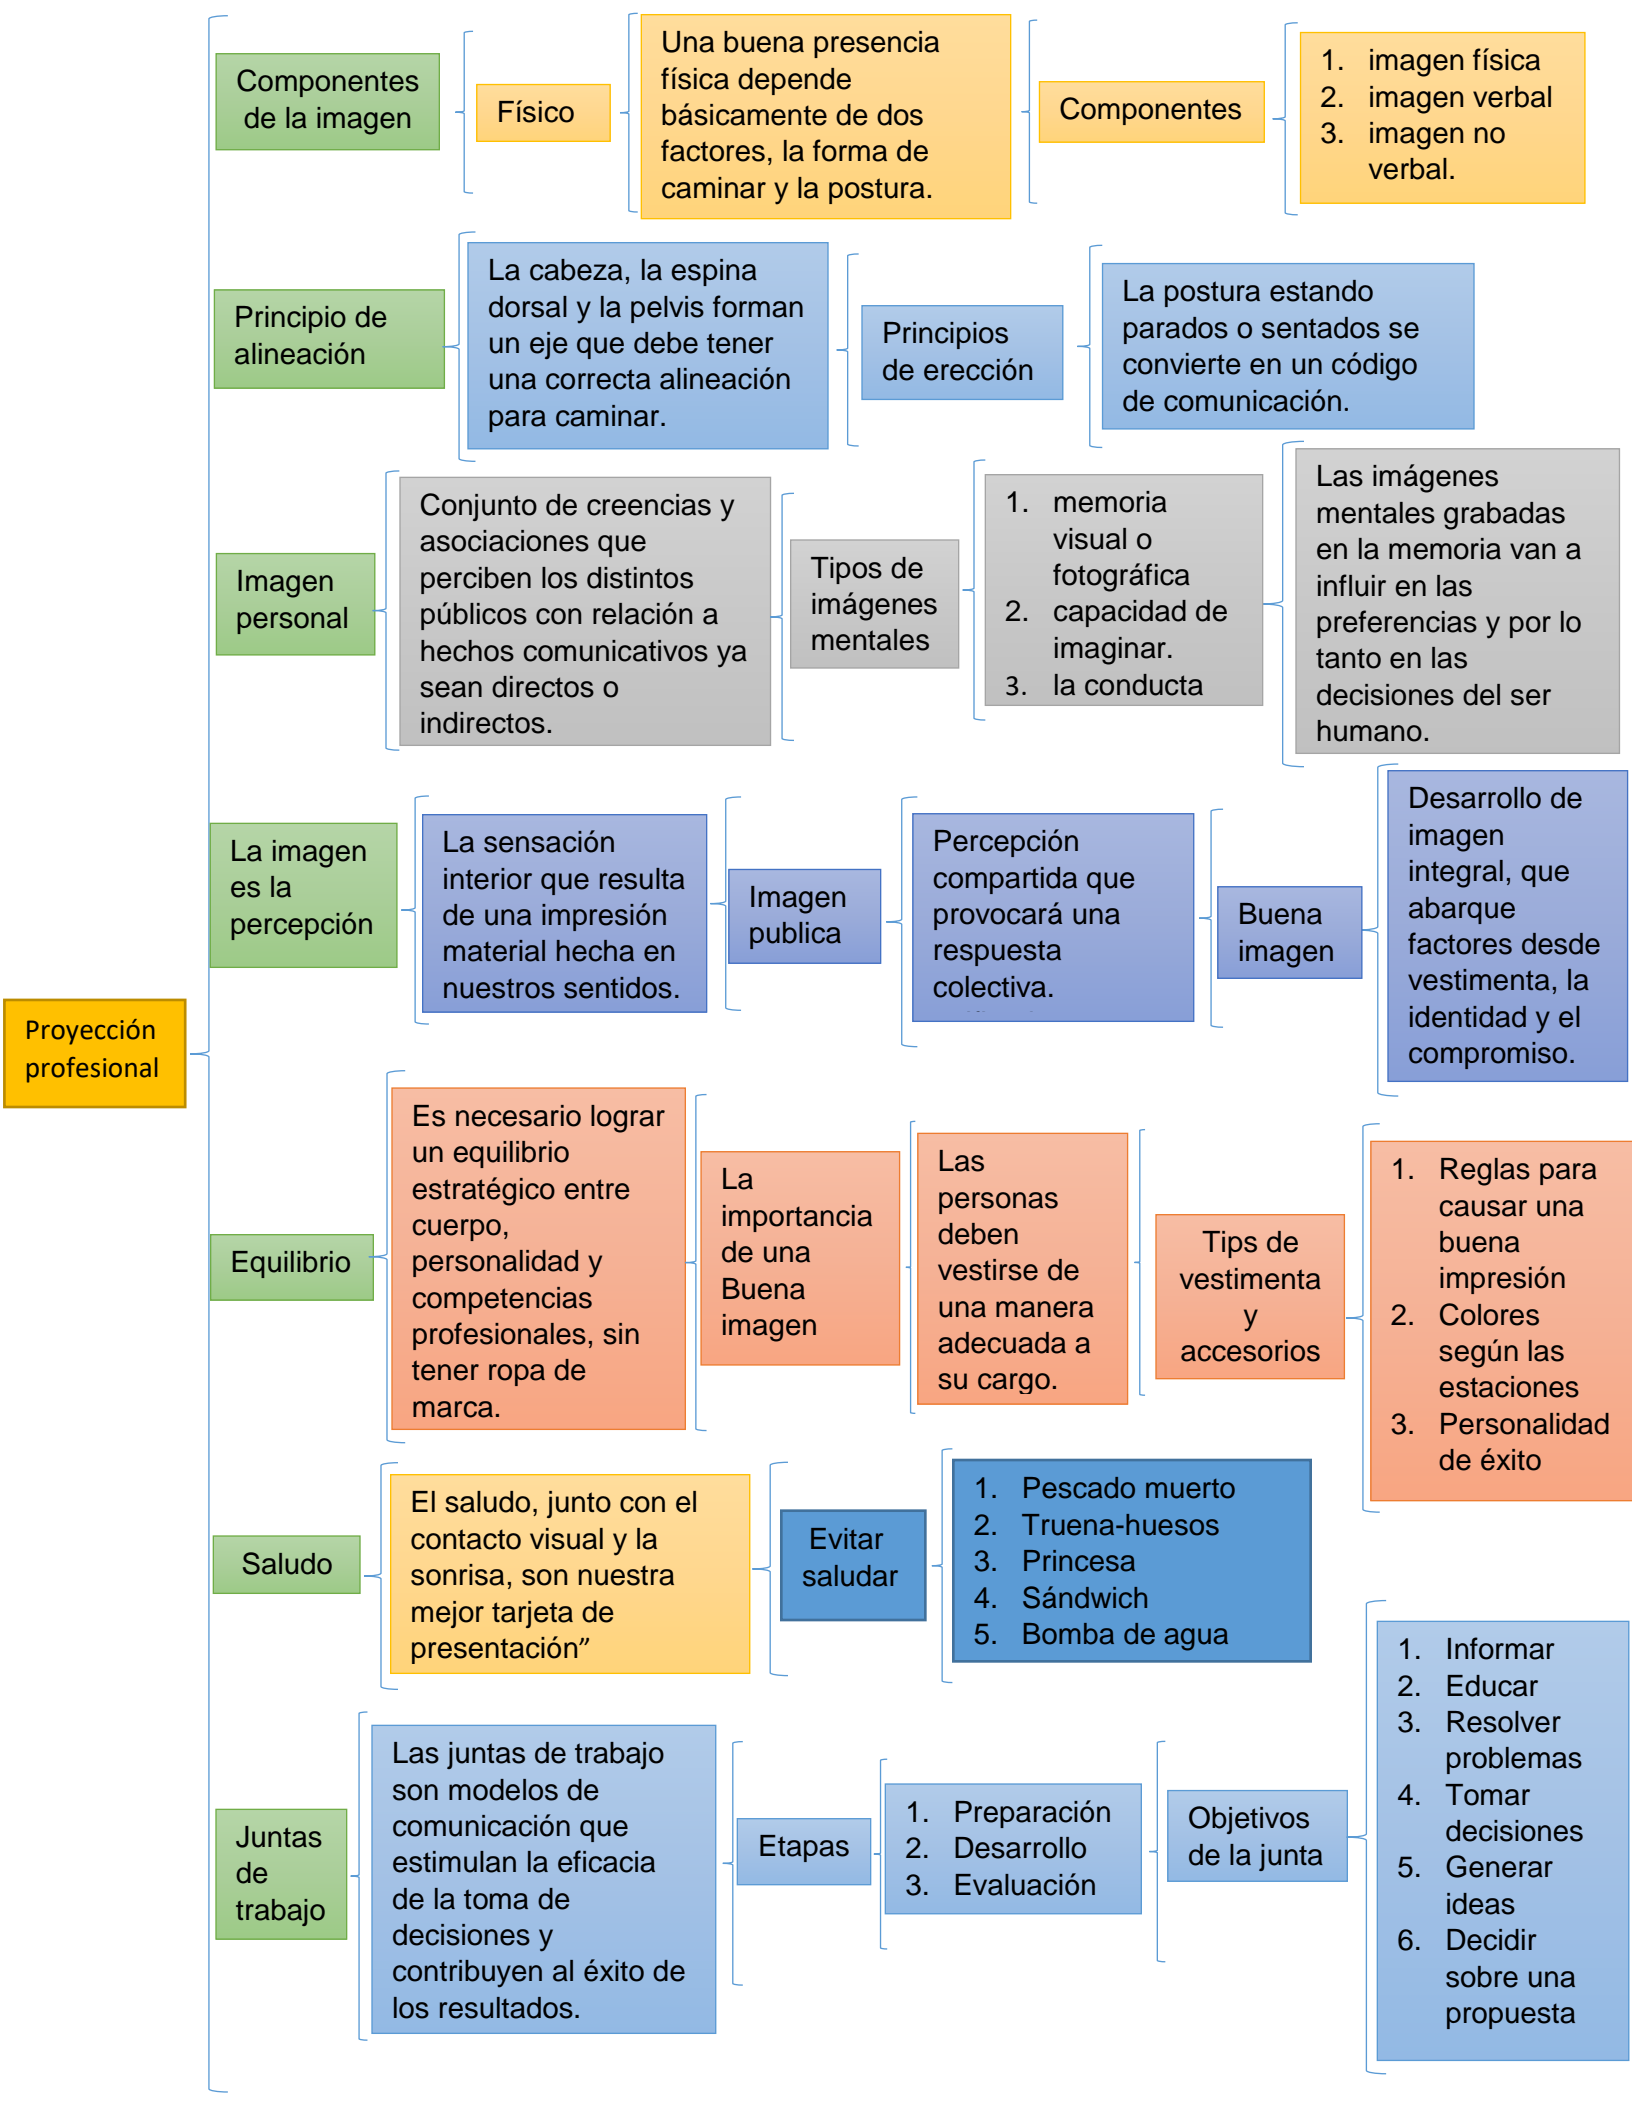 Proyección
profesional
Componentes
de la imagen
Físico
Una buena presencia
física depende
básicamente de dos
factores, la forma de
caminar y la postura.
Componentes
1. imagen física
2. imagen verbal
3. imagen no
verbal.
Principio de
alineación
La cabeza, la espina
dorsal y la pelvis forman
un eje que debe tener
una correcta alineación
para caminar.
Principios
de erección
La postura estando
parados o sentados se
convierte en un código
de comunicación.
Imagen
personal
Conjunto de creencias y
asociaciones que
perciben los distintos
públicos con relación a
hechos comunicativos ya
sean directos o
indirectos.
Tipos de
imágenes
mentales
1. memoria
visual o
fotográfica
2. capacidad de
imaginar.
3. la conducta
Las imágenes
mentales grabadas
en la memoria van a
influir en las
preferencias y por lo
tanto en las
decisiones del ser
humano.
La imagen
es la
percepción
La sensación
interior que resulta
de una impresión
material hecha en
nuestros sentidos.
Imagen
publica
Percepción
compartida que
provocará una
respuesta
colectiva.
Buena
imagen
Desarrollo de
imagen
integral, que
abarque
factores desde
vestimenta, la
identidad y el
compromiso.
Equilibrio
Es necesario lograr
un equilibrio
estratégico entre
cuerpo,
personalidad y
competencias
profesionales, sin
tener ropa de
marca.
La
importancia
de una
Buena
imagen
Las
personas
deben
vestirse de
una manera
adecuada a
su cargo.
Tips de
vestimenta
y
accesorios
1. Reglas para
causar una
buena
impresión
2. Colores
según las
estaciones
3. Personalidad
de éxito
Saludo
El saludo, junto con el
contacto visual y la
sonrisa, son nuestra
mejor tarjeta de
presentación”
Evitar
saludar
1. Pescado muerto
2. Truena-huesos
3. Princesa
4. Sándwich
5. Bomba de agua
Juntas
de
trabajo
Las juntas de trabajo
son modelos de
comunicación que
estimulan la eficacia
de la toma de
decisiones y
contribuyen al éxito de
los resultados.
Etapas
1. Preparación
2. Desarrollo
3. Evaluación
Objetivos
de la junta
1. Informar
2. Educar
3. Resolver
problemas
4. Tomar
decisiones
5. Generar
ideas
6. Decidir
sobre una
propuesta